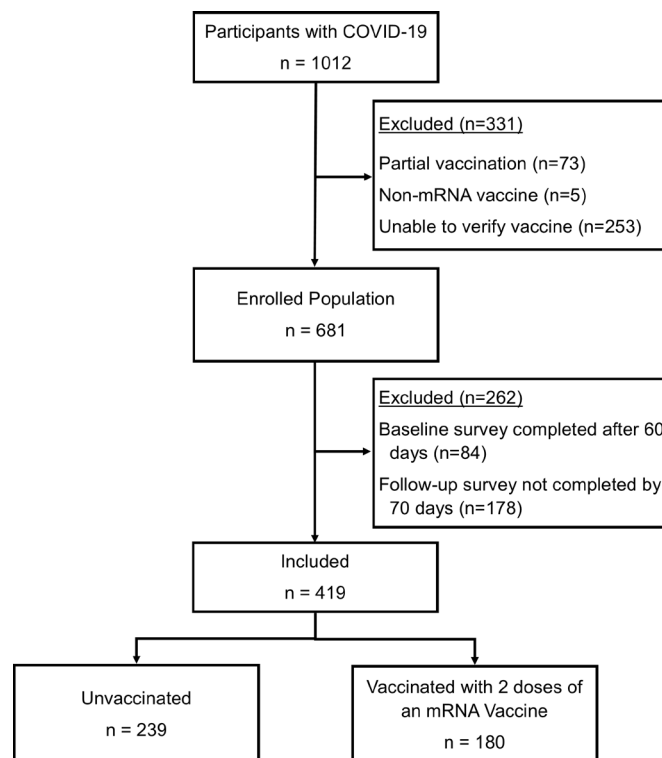 Participants with COVID-19
n = 1012
Excluded (n=331)
Partial vaccination (n=73)
Non-mRNA vaccine (n=5)
Unable to verify vaccine (n=253)
Enrolled Population
n = 681
Excluded (n=262)
Baseline survey completed after 60
days (n=84)
Follow-up survey not completed by
70 days (n=178)
Included
n = 419
Unvaccinated
n = 239
Vaccinated with 2 doses of
an mRNA Vaccine
n = 180